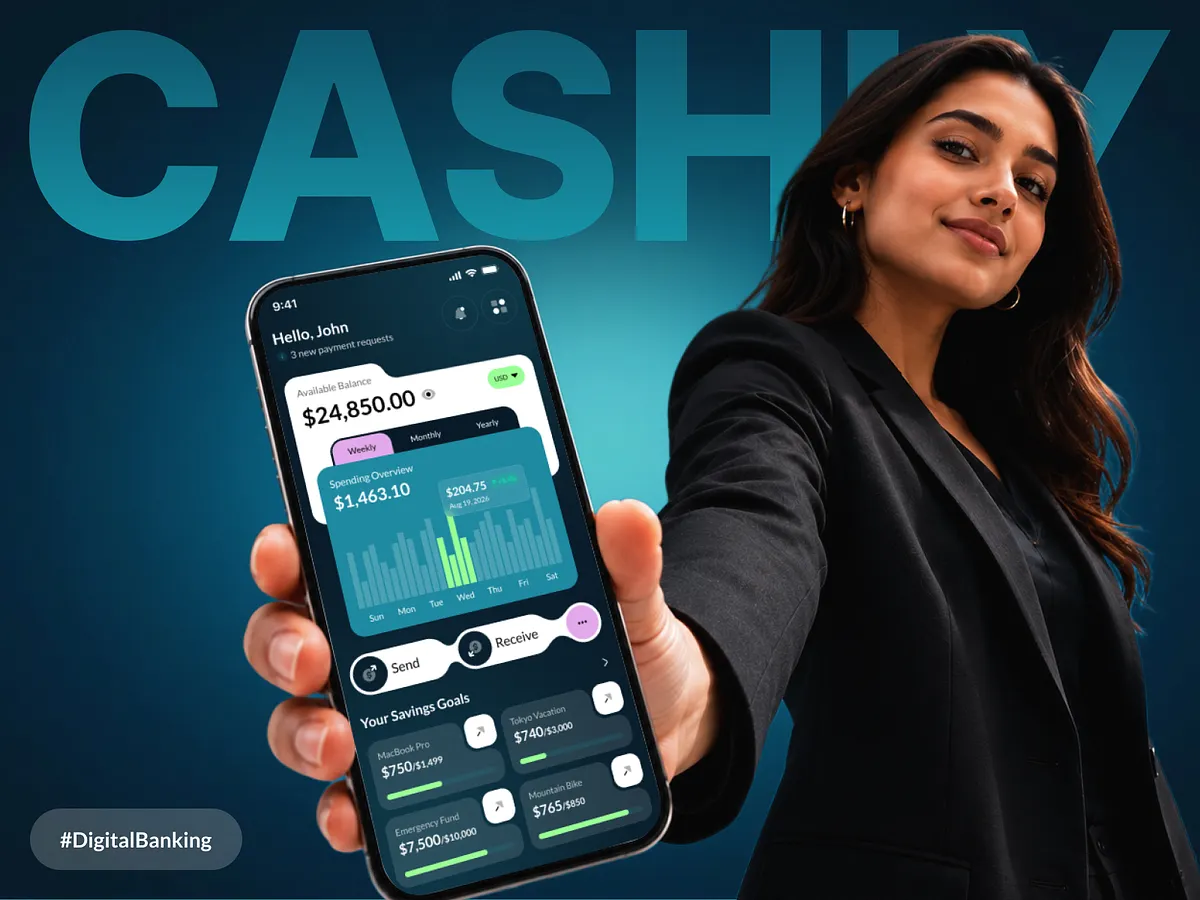 CASHLY
9:41
Hello, John
3 new payment requests
Available Balance
$24,850.00
USD
Weekly
Monthly
Yearly
Spending Overview
$1,463.10
$204.75
Aug 19, 2026
Sun
Mon
Tue
Wed
Thu
Fri
Sat
Send
Receive
Your Savings Goals
MacBook Pro
$750/$1,499
Tokyo Vacation
$740/$3,000
Emergency Fund
$7,500/$10,000
Mountain Bike
$765/$850
#DigitalBanking